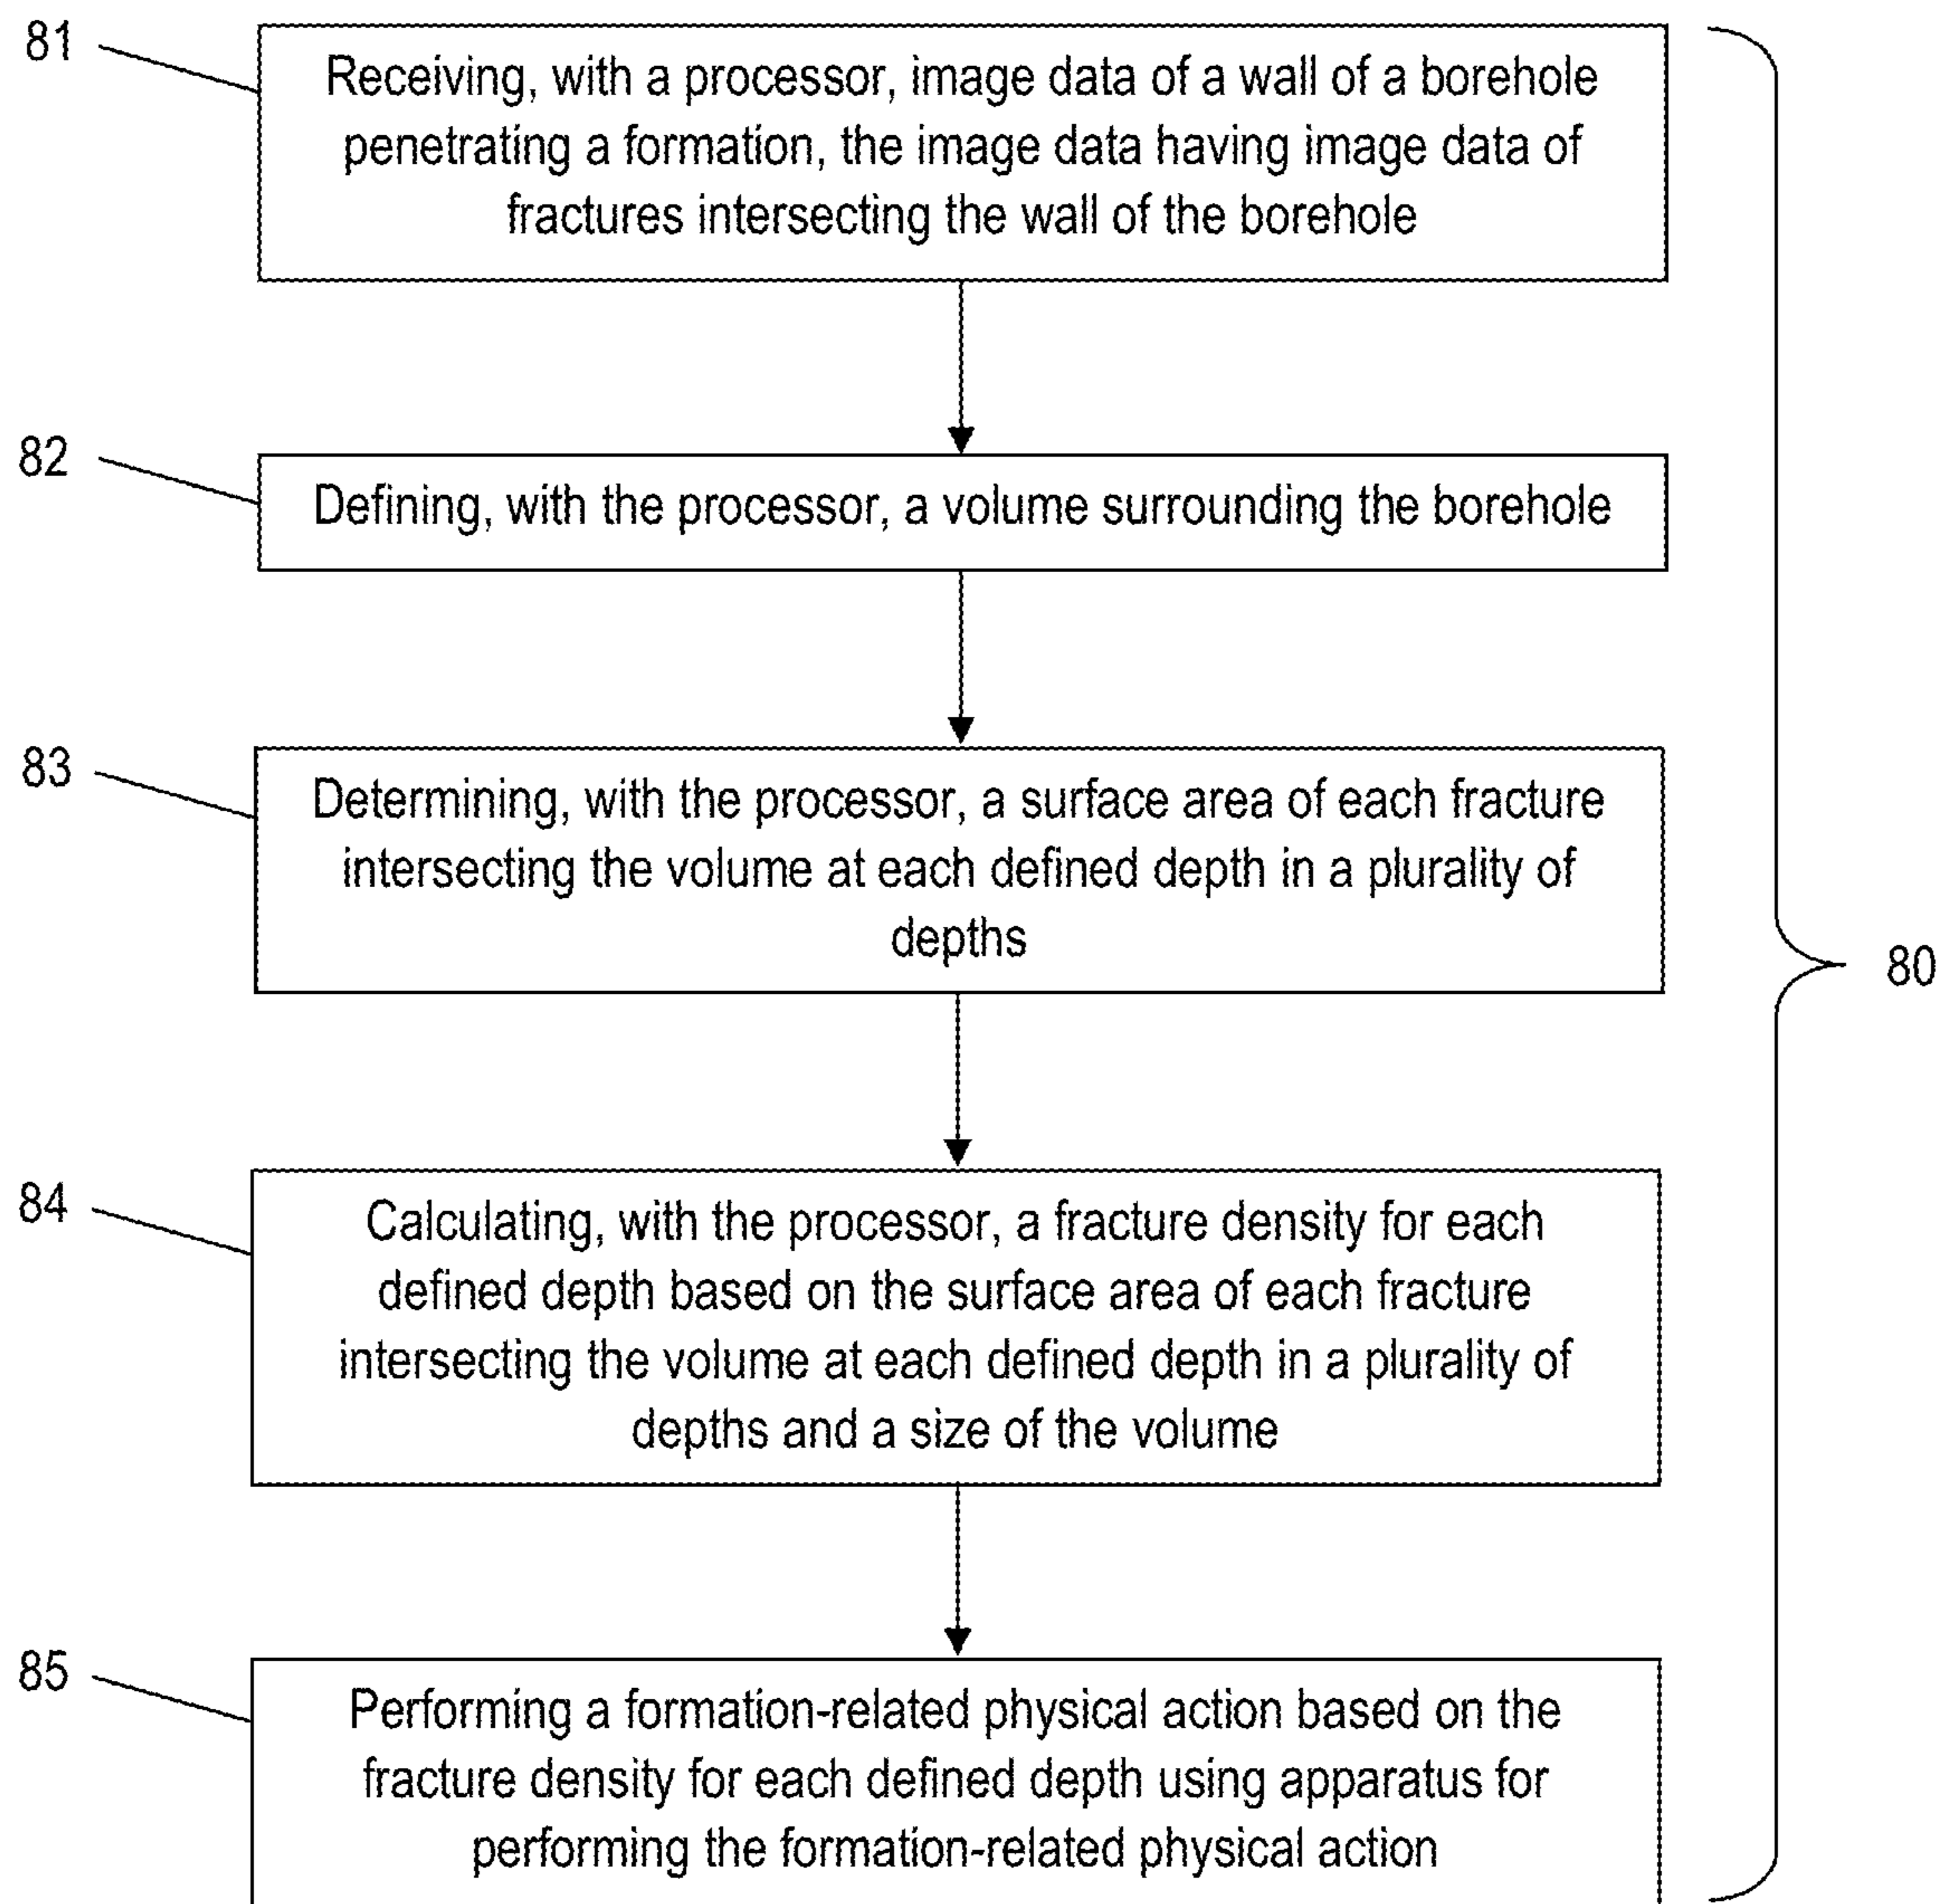 81
Receiving, with a processor, image data of a wall of a borehole
penetrating a formation, the image data having image data of
fractures intersecting the wall of the borehole
82
Defining, with the processor, a volume surrounding the borehole
83
Determining, with the processor, a surface area of each fracture
intersecting the volume at each defined depth in a plurality of
depths
80
84
Calculating, with the processor, a fracture density for each
defined depth based on the surface area of each fracture
intersecting the volume at each defined depth in a plurality of
depths and a size of the volume
85
Performing a formation-related physical action based on the
fracture density for each defined depth using apparatus for
performing the formation-related physical action